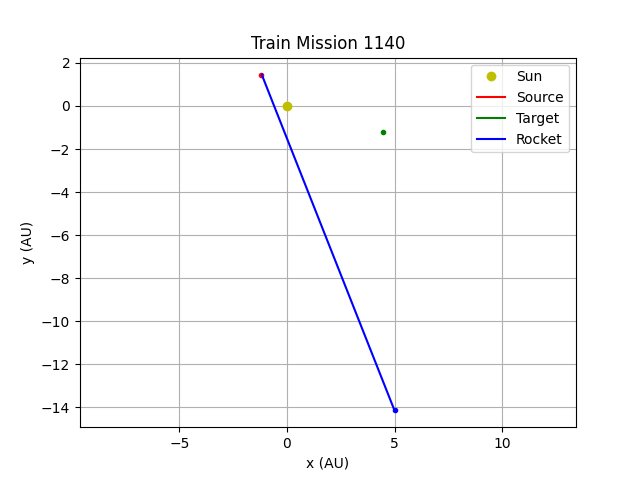 Train Mission 1140
Sun
Source
Target
Rocket
2
0
−2
−4
−6
−8
−10
−12
−14
y (AU)
−5
0
5
10
x (AU)